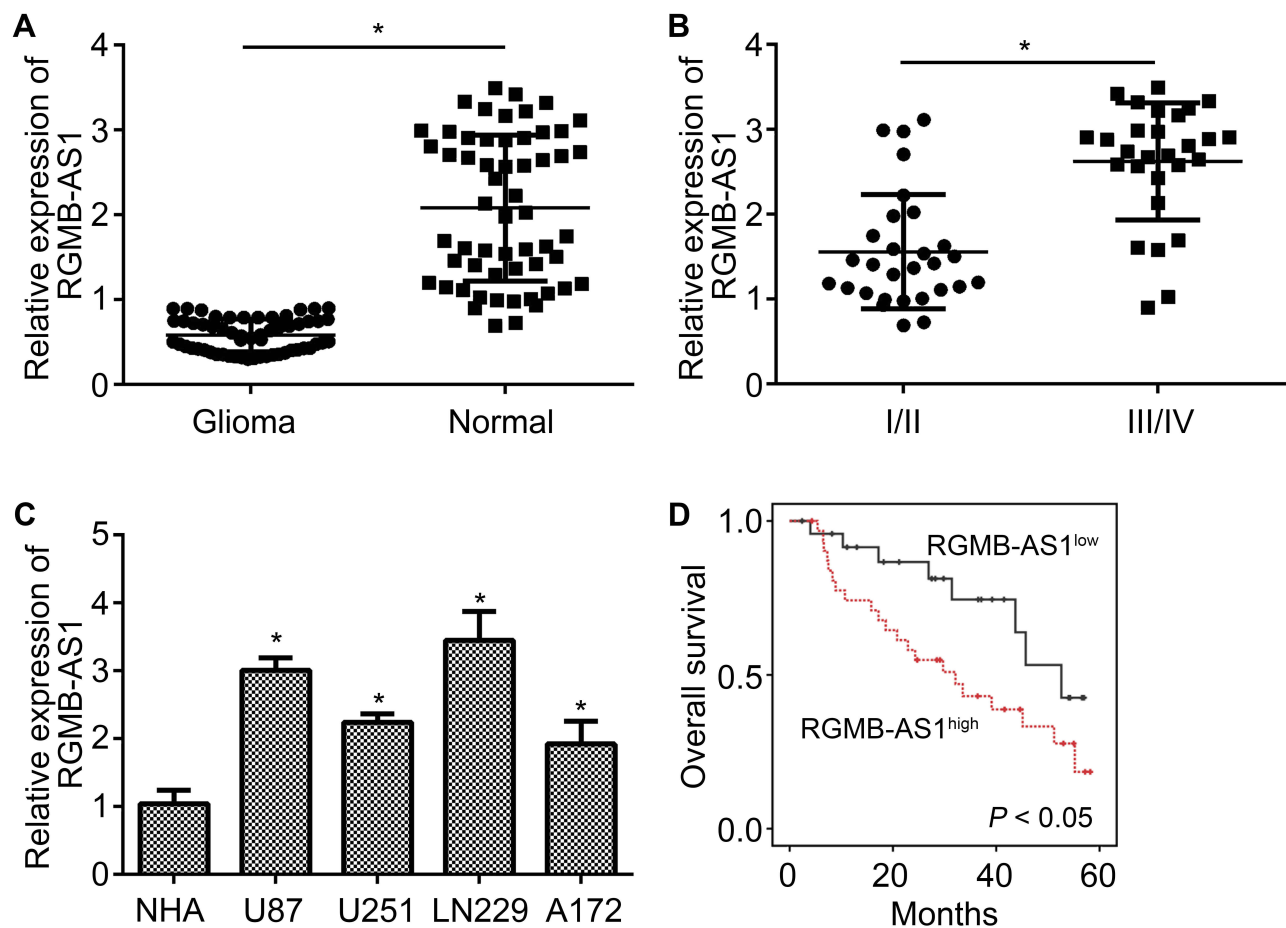 A
Relative expression of
RGMB-AS1
4
3
2
1
0
*
Glioma
Normal
B
Relative expression of
RGMB-AS1
4
3
2
1
0
*
I/II
III/IV
C
Relative expression of
RGMB-AS1
5
4
3
2
1
0
*
*
*
*
NHA
U87
U251
LN229
A172
D
Overall survival
1.0
0.5
0.0
RGMB-AS1low
RGMB-AS1high
P < 0.05
0
20
40
60
Months